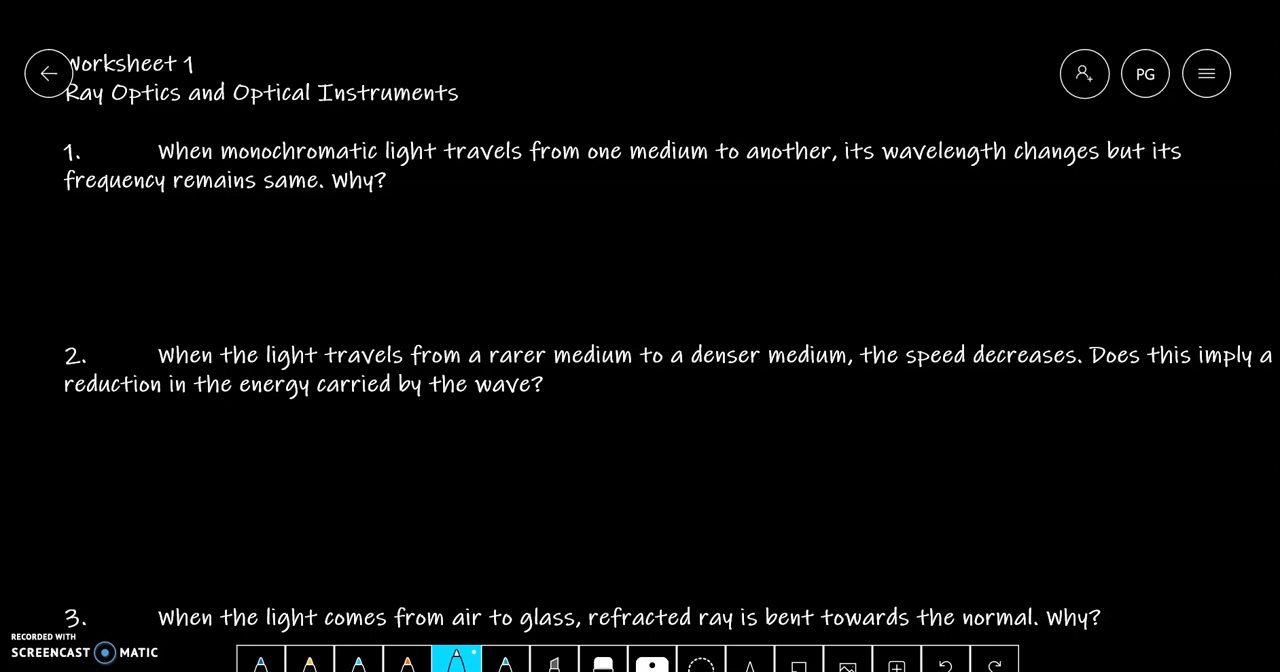 Worksheet 1
Ray Optics and Optical Instruments
PG
1. When monochromatic light travels from one medium to another, its wavelength changes but its
frequency remains same. Why?
2. When the light travels from a rarer medium to a denser medium, the speed decreases. Does this imply a
reduction in the energy carried by the wave?
3. When the light comes from air to glass, refracted ray is bent towards the normal. Why?
RECORDED WITH
SCREENCAST MATIC